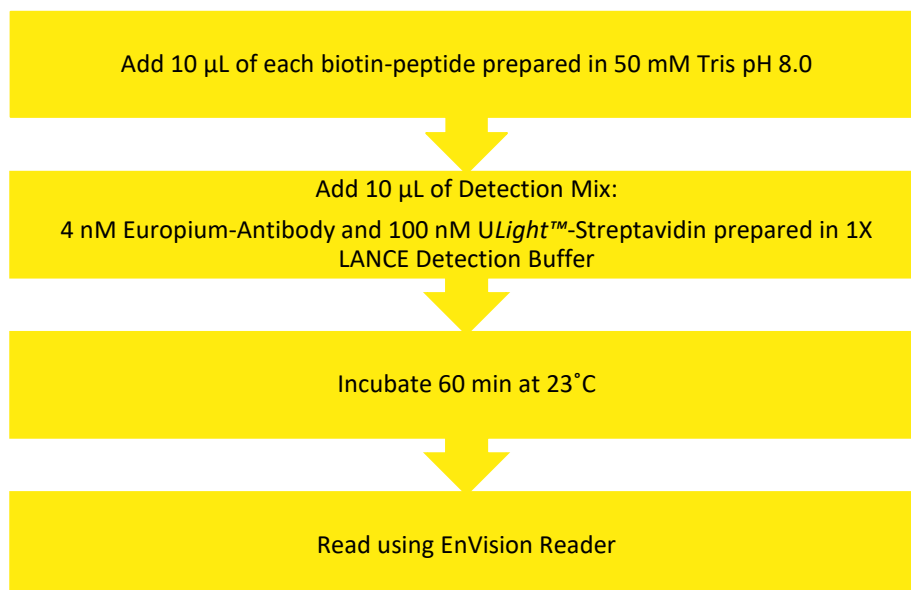 Add 10 µL of each biotin-peptide prepared in 50 mM Tris pH 8.0
Add 10 µL of Detection Mix:
4 nM Europium-Antibody and 100 nM ULight™-Streptavidin prepared in 1X
LANCE Detection Buffer
Incubate 60 min at 23˚C
Read using EnVision Reader